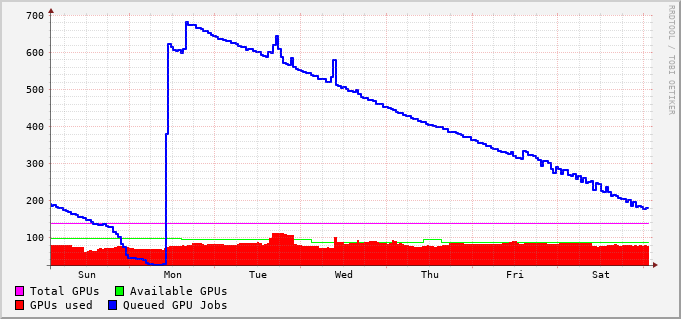 700
600
500
400
300
200
100
Sun Mon Tue Wed Thu Fri Sat
Total GPUs Available GPUs
GPUs used Queued GPU Jobs
RRDTOOL / TOBI OETIKER